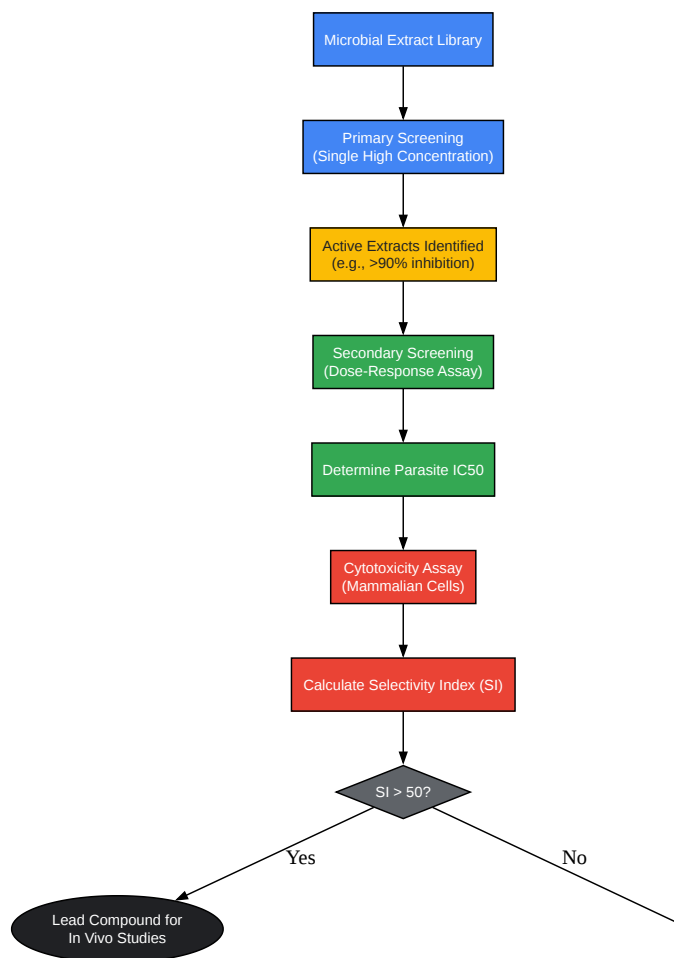 Microbial Extract Library
Primary Screening
(Single High Concentration)
Active Extracts Identified
(e.g., >90% inhibition)
Secondary Screening
(Dose-Response Assay)
Determine Parasite IC50
Cytotoxicity Assay
(Mammalian Cells)
Calculate Selectivity Index (SI)
SI > 50?
Yes
No
Lead Compound for
In Vivo Studies